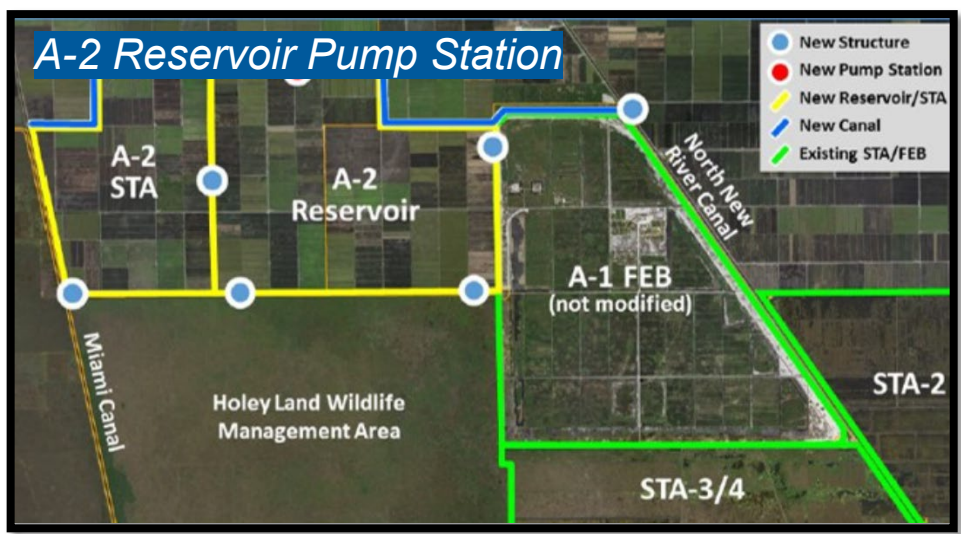 A-2 Reservoir Pump Station
New Structure
New Pump Station
New Reservoir/STA
New Canal
Existing STA/FEB
A-2
STA
A-2
Reservoir
North New
River Canal
A-1 FEB
(not modified)
Miami Canal
Holey Land Wildlife
Management Area
STA-2
STA-3/4